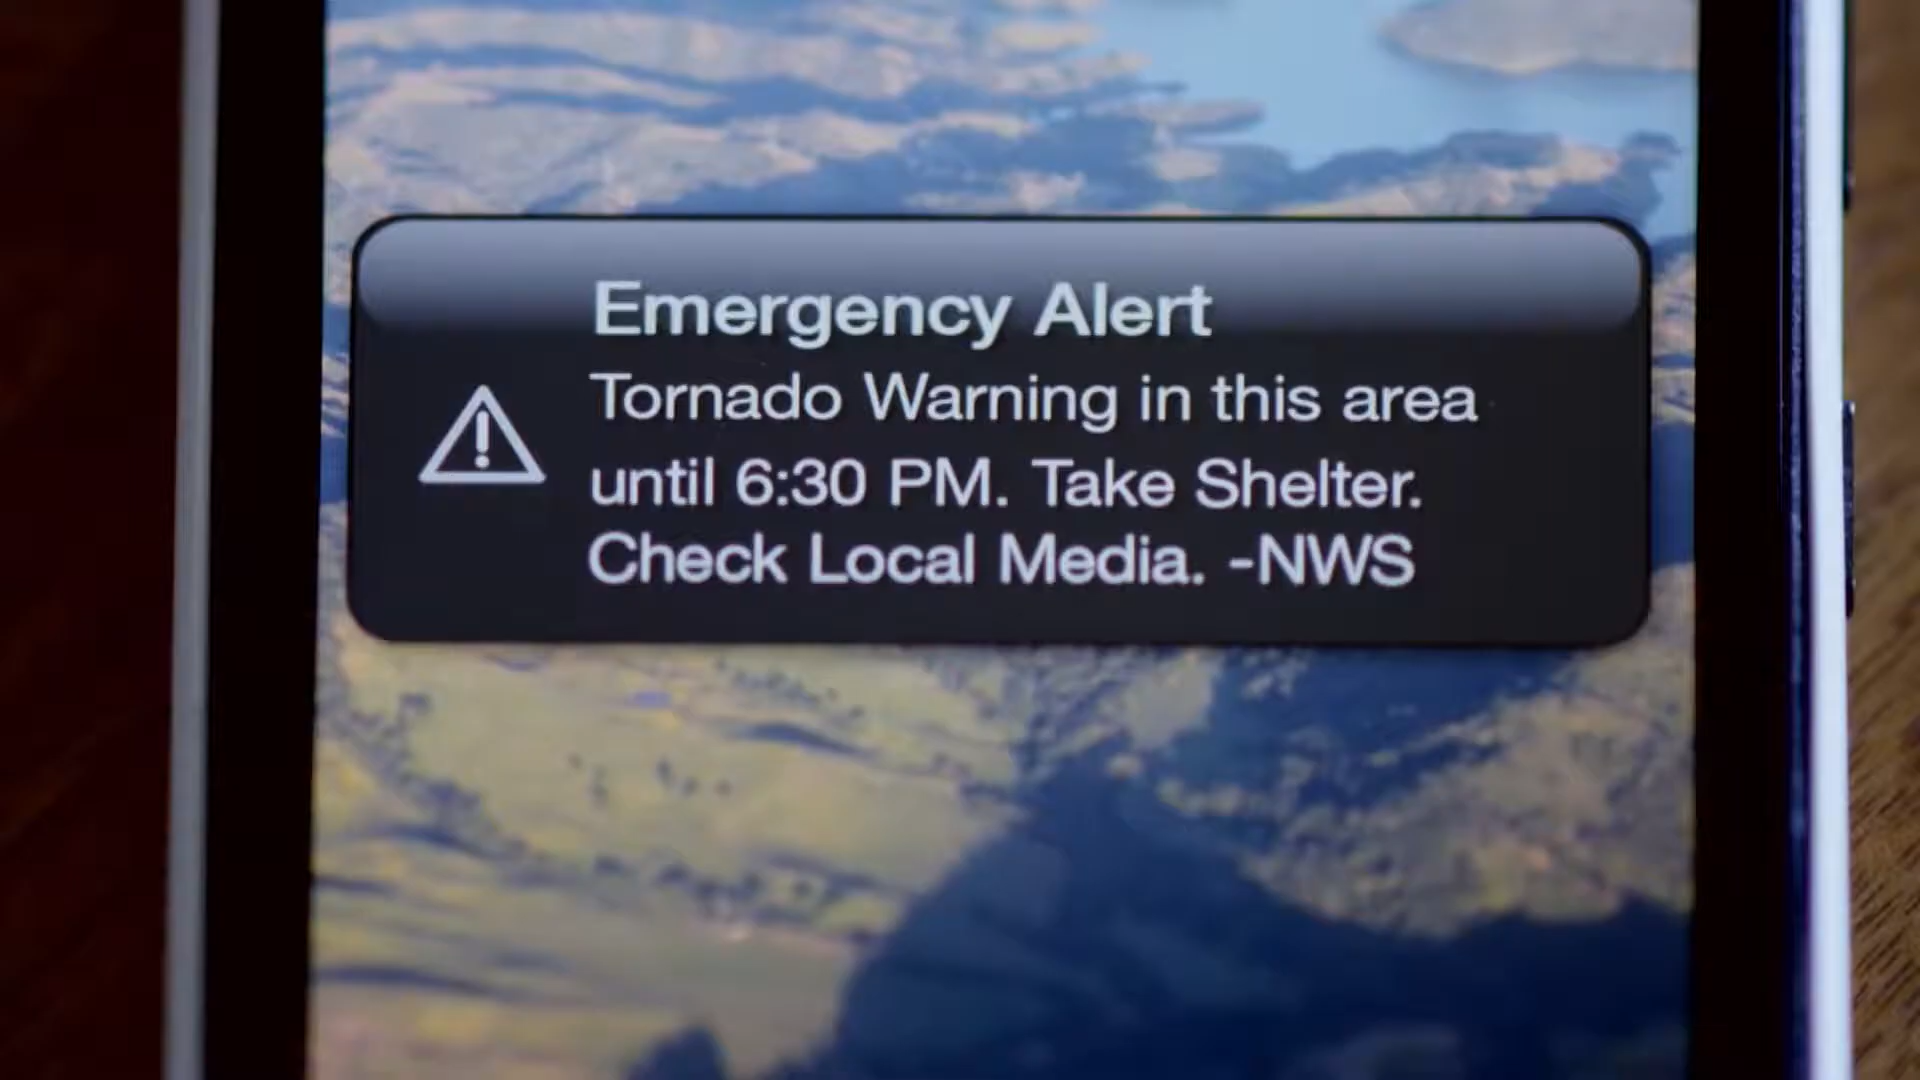 Emergency Alert
Tornado Warning in this area
until 6:30 PM. Take Shelter.
Check Local Media. -NWS